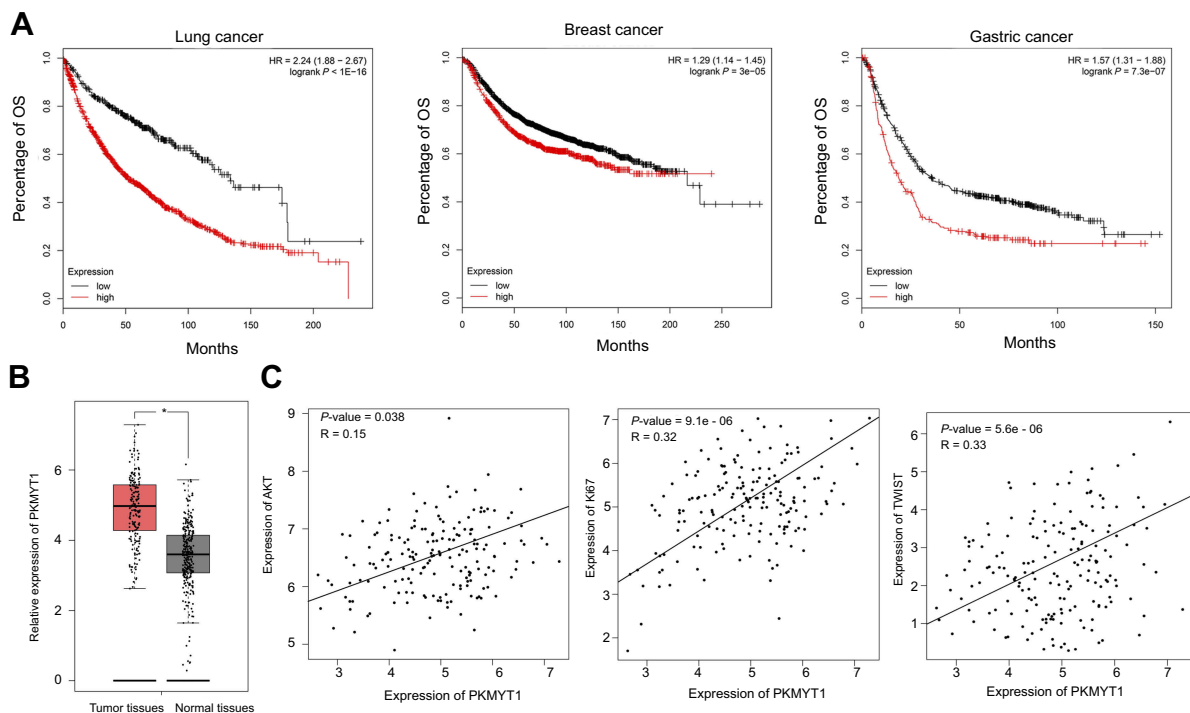 A
Lung cancer
HR = 2.24 (1.88 – 2.67)
logrank P < 1E-16
Percentage of OS
1.0
0.8
0.6
0.4
0.2
0.0
Expression
low
high
0 50 100 150 200
Months
Breast cancer
HR = 1.29 (1.14 – 1.45)
logrank P = 3e-05
Percentage of OS
1.0
0.8
0.6
0.4
0.2
0.0
Expression
low
high
0 50 100 150 200 250
Months
Gastric cancer
HR = 1.57 (1.31 – 1.88)
logrank P = 7.3e-07
Percentage of OS
1.0
0.8
0.6
0.4
0.2
0.0
Expression
low
high
0 50 100 150
Months
B
*
Relative expression of PKMYT1
6
4
2
0
Tumor tissues Normal tissues
C
P-value = 0.038
R = 0.15
Expression of AKT
9
8
7
6
5
3 4 5 6 7
Expression of PKMYT1
P-value = 9.1e - 06
R = 0.32
Expression of Ki67
7
6
5
4
3
2
3 4 5 6 7
Expression of PKMYT1
P-value = 5.6e - 06
R = 0.33
Expression of TWIST
6
5
4
3
2
1
3 4 5 6 7
Expression of PKMYT1